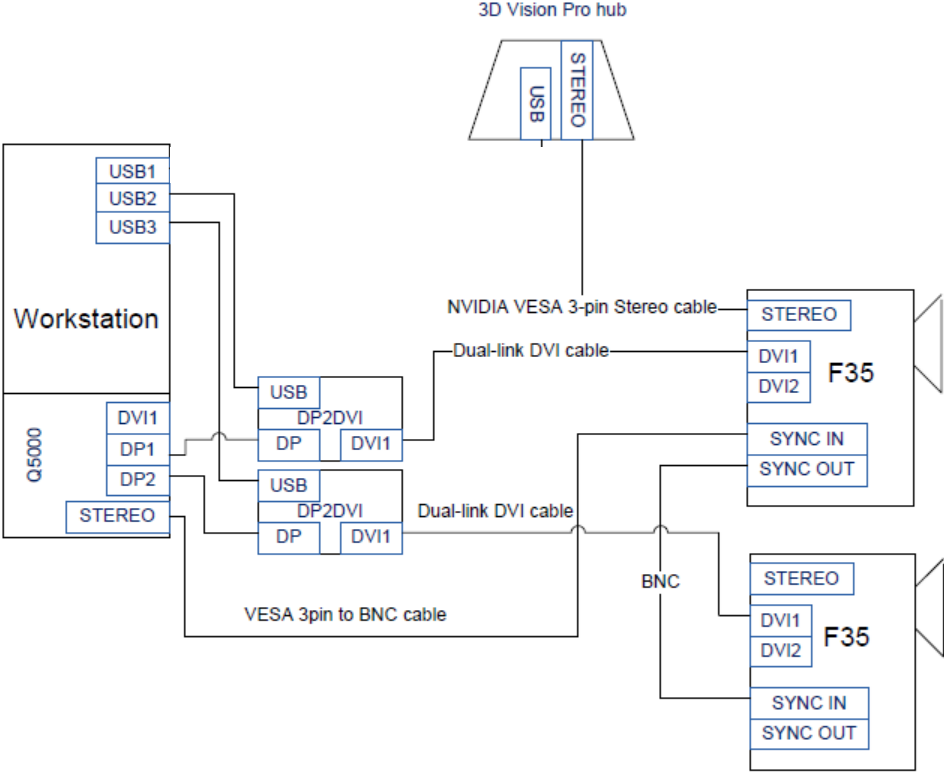 3D Vision Pro hub
USB
STEREO
USB1
USB2
USB3
Workstation
NVIDIA VESA 3-pin Stereo cable
STEREO
Dual-link DVI cable
DVI1
DVI2
F35
USB
DP2DVI
DP
DVI1
Q5000
DVI1
DP1
DP2
STEREO
SYNC IN
SYNC OUT
USB
DP2DVI
DP
DVI1
Dual-link DVI cable
BNC
VESA 3pin to BNC cable
STEREO
DVI1
DVI2
F35
SYNC IN
SYNC OUT